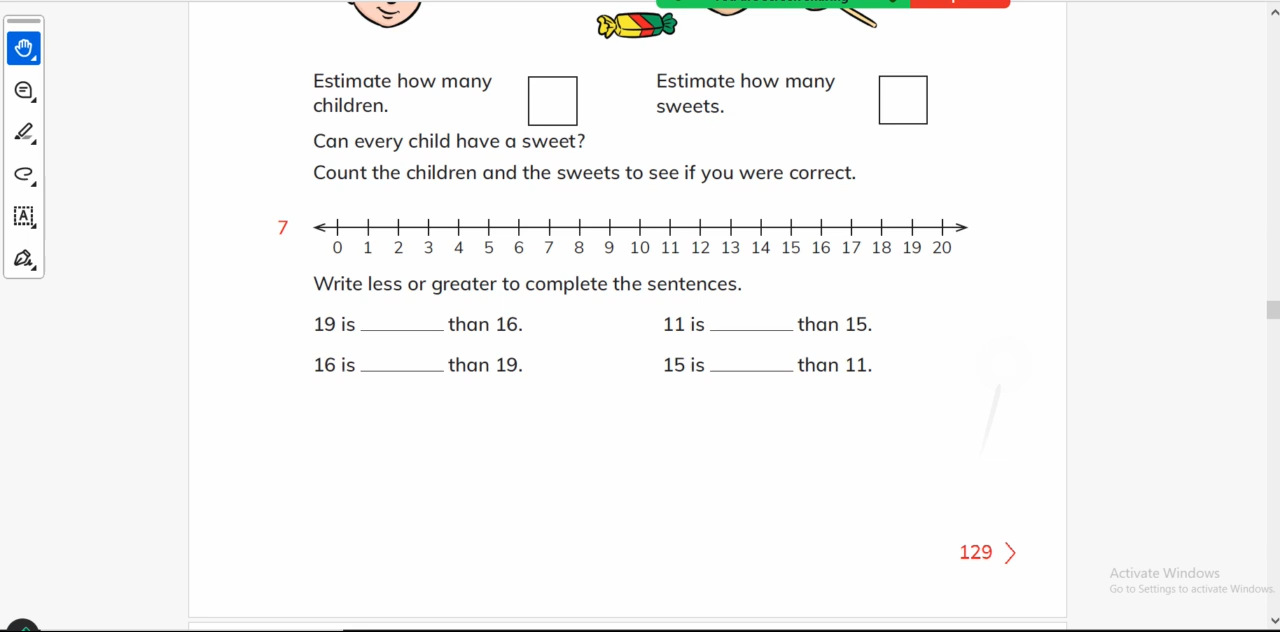 Estimate how many
children.
Estimate how many
sweets.
Can every child have a sweet?
Count the children and the sweets to see if you were correct.
7
0 1 2 3 4 5 6 7 8 9 10 11 12 13 14 15 16 17 18 19 20
Write less or greater to complete the sentences.
19 is ________ than 16.
11 is ________ than 15.
16 is ________ than 19.
15 is ________ than 11.
129
Activate Windows
Go to Settings to activate Windows.